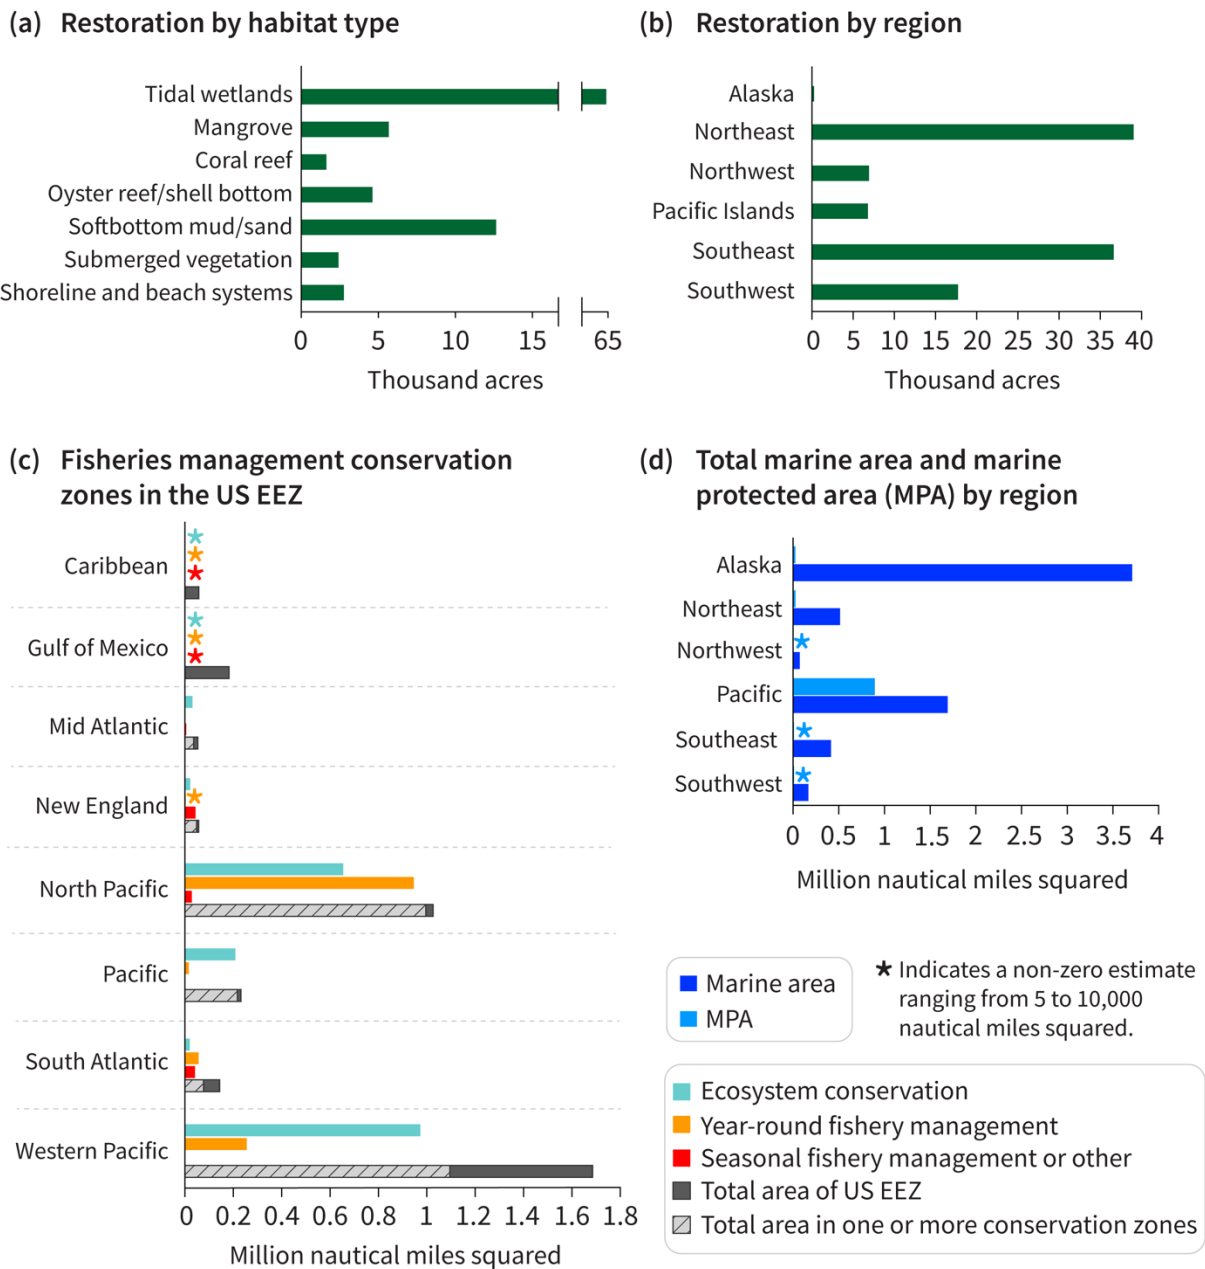 (a) Restoration by habitat type
Tidal wetlands
Mangrove
Coral reef
Oyster reef/shell bottom
Softbottom mud/sand
Submerged vegetation
Shoreline and beach systems
0 5 10 15 65
Thousand acres
(b) Restoration by region
Alaska
Northeast
Northwest
Pacific Islands
Southeast
Southwest
0 5 10 15 20 25 30 35 40
Thousand acres
(c) Fisheries management conservation
zones in the US EEZ
Caribbean
Gulf of Mexico
Mid Atlantic
New England
North Pacific
Pacific
South Atlantic
Western Pacific
0 0.2 0.4 0.6 0.8 1 1.2 1.4 1.6 1.8
Million nautical miles squared
(d) Total marine area and marine
protected area (MPA) by region
Alaska
Northeast
Northwest
Pacific
Southeast
Southwest
0 0.5 1 1.5 2 2.5 3 3.5 4
Million nautical miles squared
Marine area
MPA
* Indicates a non-zero estimate
ranging from 5 to 10,000
nautical miles squared.
Ecosystem conservation
Year-round fishery management
Seasonal fishery management or other
Total area of US EEZ
Total area in one or more conservation zones